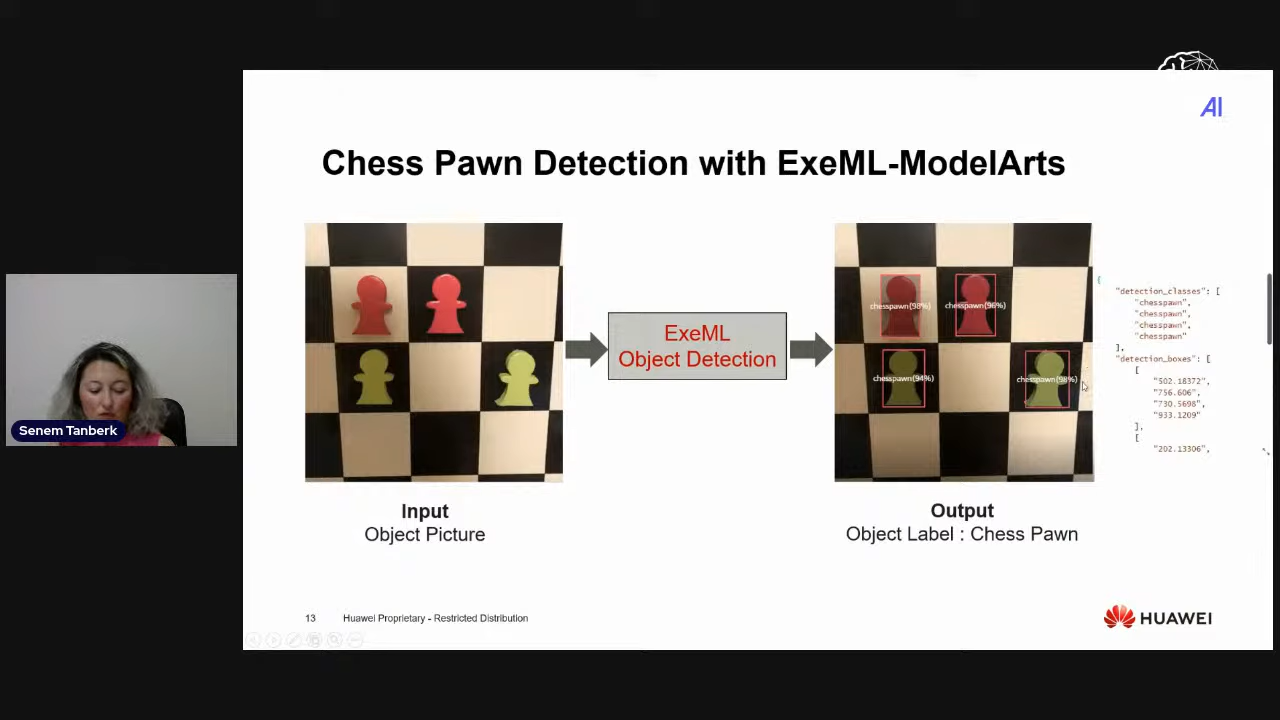 AI
Chess Pawn Detection with ExeML-ModelArts
ExeML
Object Detection
chesspawn(98%)
chesspawn(96%)
chesspawn(94%)
chesspawn(98%)
{
"detection_classes": [
"chesspawn",
"chesspawn",
"chesspawn",
"chesspawn"
],
"detection_boxes": [
[
"502.18372",
"756.606",
"730.5698",
"933.1209"
],
[
"202.13306",
Input
Object Picture
Output
Object Label : Chess Pawn
Senem Tanberk
13
Huawei Proprietary - Restricted Distribution
HUAWEI